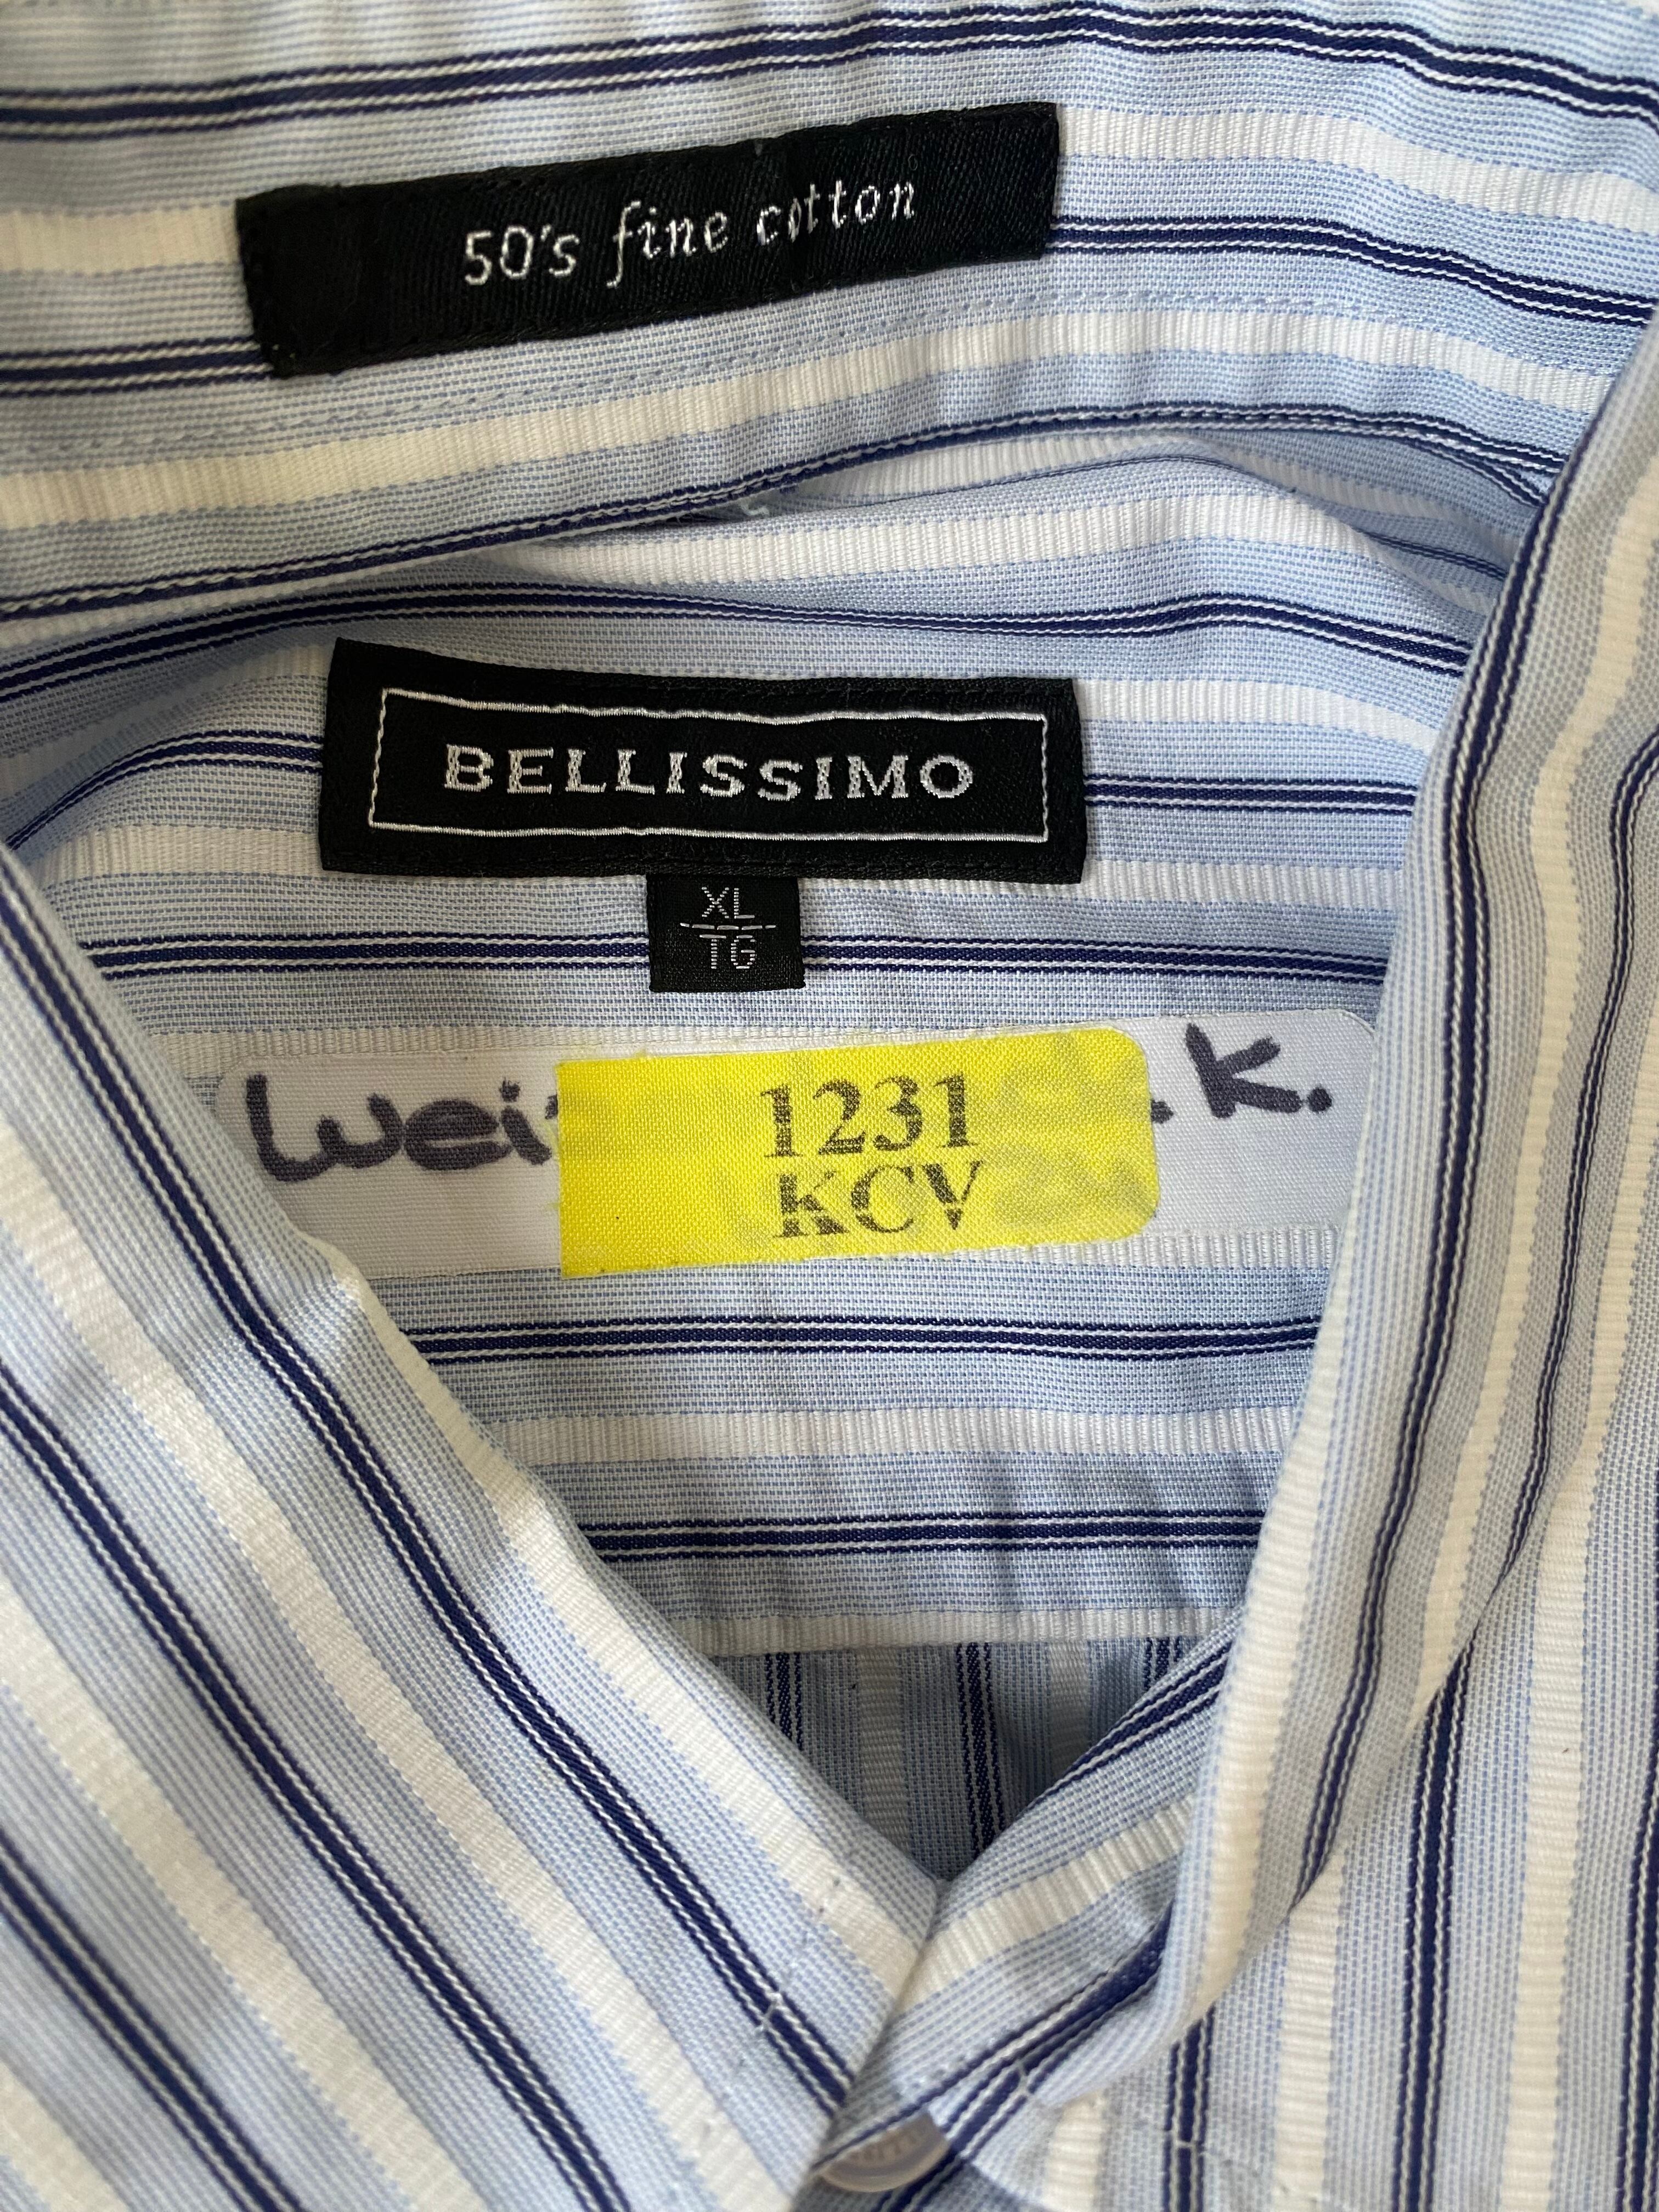 50's fine cotton
BELLISSIMO
XL
TG
1231
KCV
K.